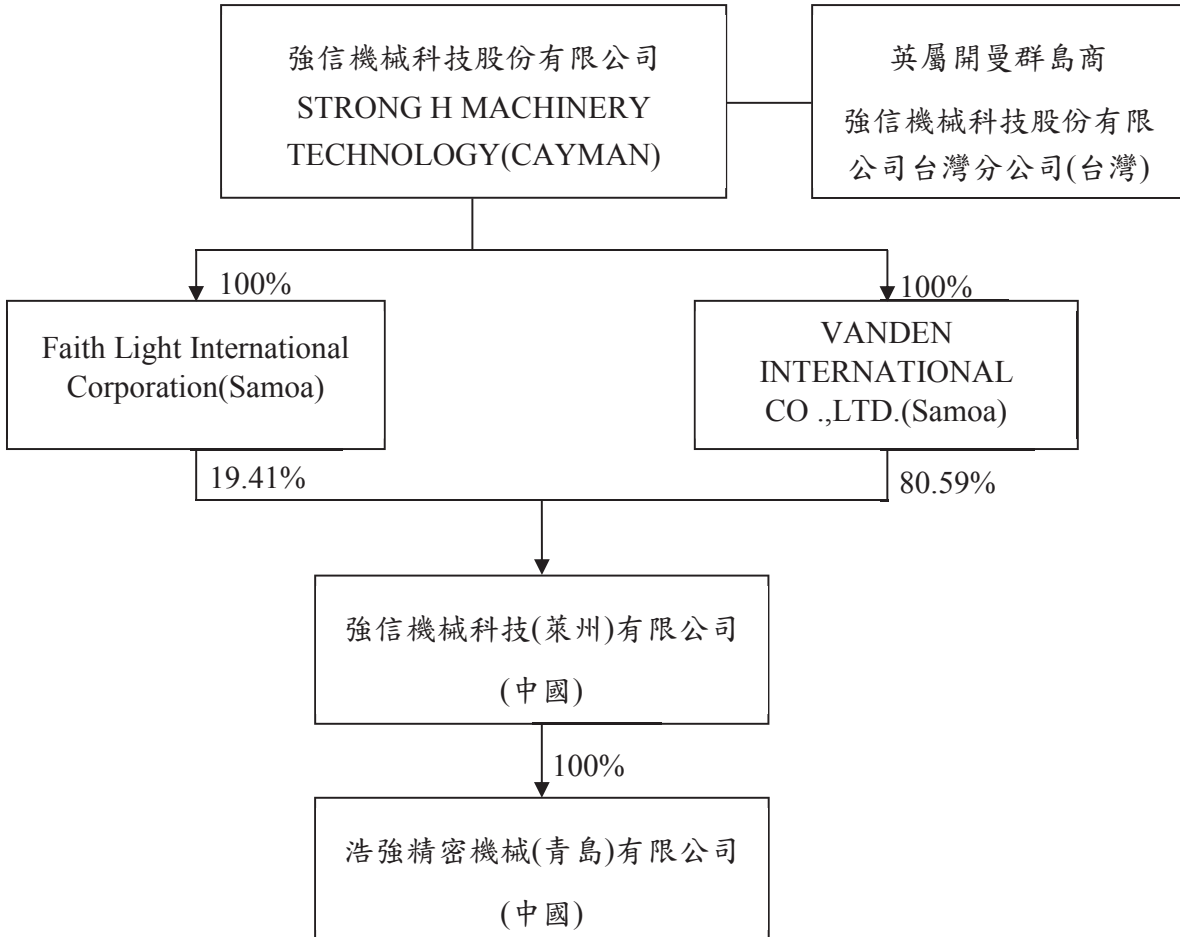 強信機械科技股份有限公司
STRONG H MACHINERY
TECHNOLOGY(CAYMAN)
英屬開曼群島商
強信機械科技股份有限
公司台灣分公司(台灣)
100%
100%
Faith Light International
Corporation(Samoa)
VANDEN
INTERNATIONAL
CO .,LTD.(Samoa)
19.41%
80.59%
強信機械科技(萊州)有限公司
(中國)
100%
浩強精密機械(青島)有限公司
(中國)